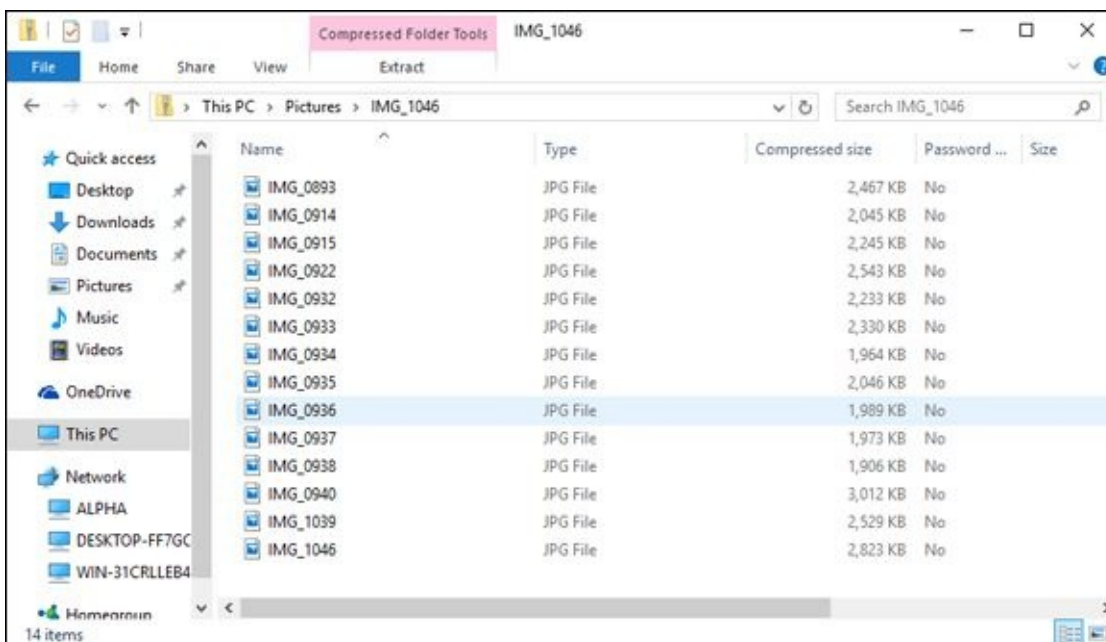 Compressed Folder Tools IMG_1046
File Home Share View Extract
This PC > Pictures > IMG_1046 Search IMG_1046
Quick access
Desktop
Downloads
Documents
Pictures
Music
Videos
OneDrive
This PC
Network
ALPHA
DESKTOP-FF7GC
WIN-31CRLLEB4
Homegroup
Name Type Compressed size Password ... Size
IMG_0893 JPG File 2,467 KB No
IMG_0914 JPG File 2,045 KB No
IMG_0915 JPG File 2,245 KB No
IMG_0922 JPG File 2,543 KB No
IMG_0932 JPG File 2,233 KB No
IMG_0933 JPG File 2,330 KB No
IMG_0934 JPG File 1,964 KB No
IMG_0935 JPG File 2,046 KB No
IMG_0936 JPG File 1,989 KB No
IMG_0937 JPG File 1,973 KB No
IMG_0938 JPG File 1,906 KB No
IMG_0940 JPG File 3,012 KB No
IMG_1039 JPG File 2,529 KB No
IMG_1046 JPG File 2,823 KB No
14 items